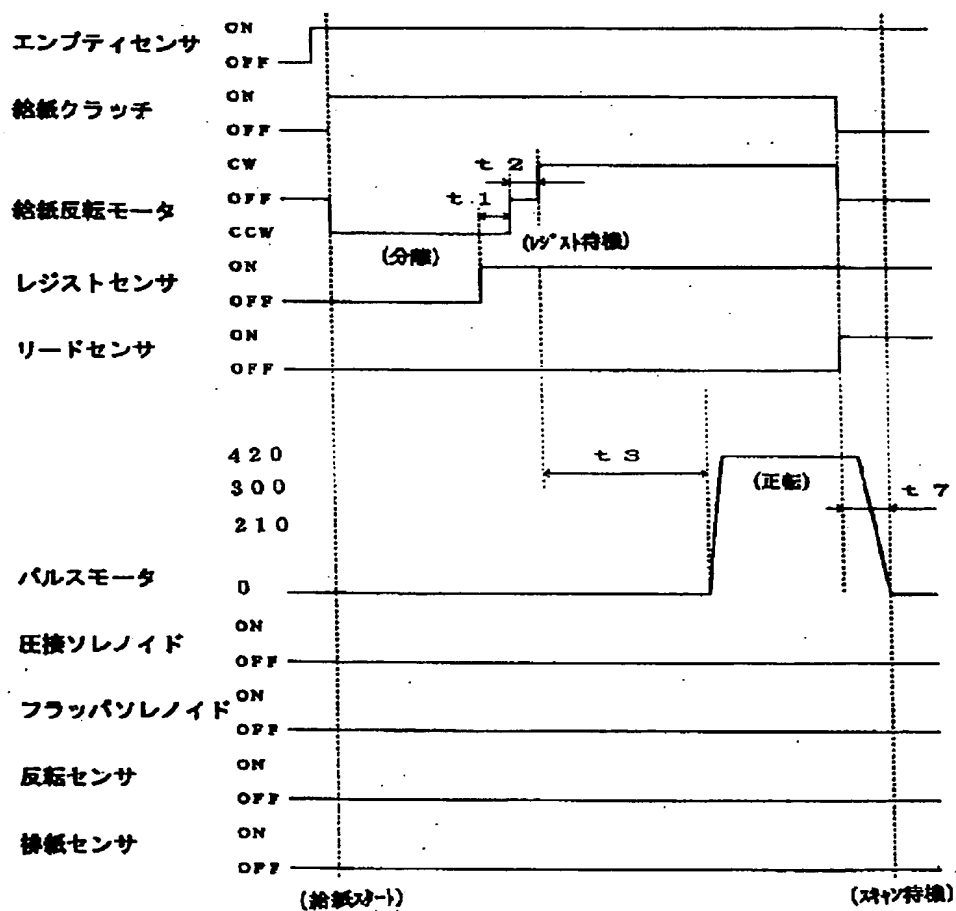 エンプティセンサ ON
OFF
給紙クラッチ ON
OFF
CW
t 2
給紙反転モータ OFF
t 1
CCW
(分離)
(レジスト待機)
レジストセンサ ON
OFF
リードセンサ ON
OFF
420
300
210
t 3
(正転)
t 7
パルスモータ 0
圧接ソレノイド ON
OFF
フラッパソレノイド ON
OFF
反転センサ ON
OFF
排紙センサ ON
OFF
(給紙スタート)
(スキャン待機)